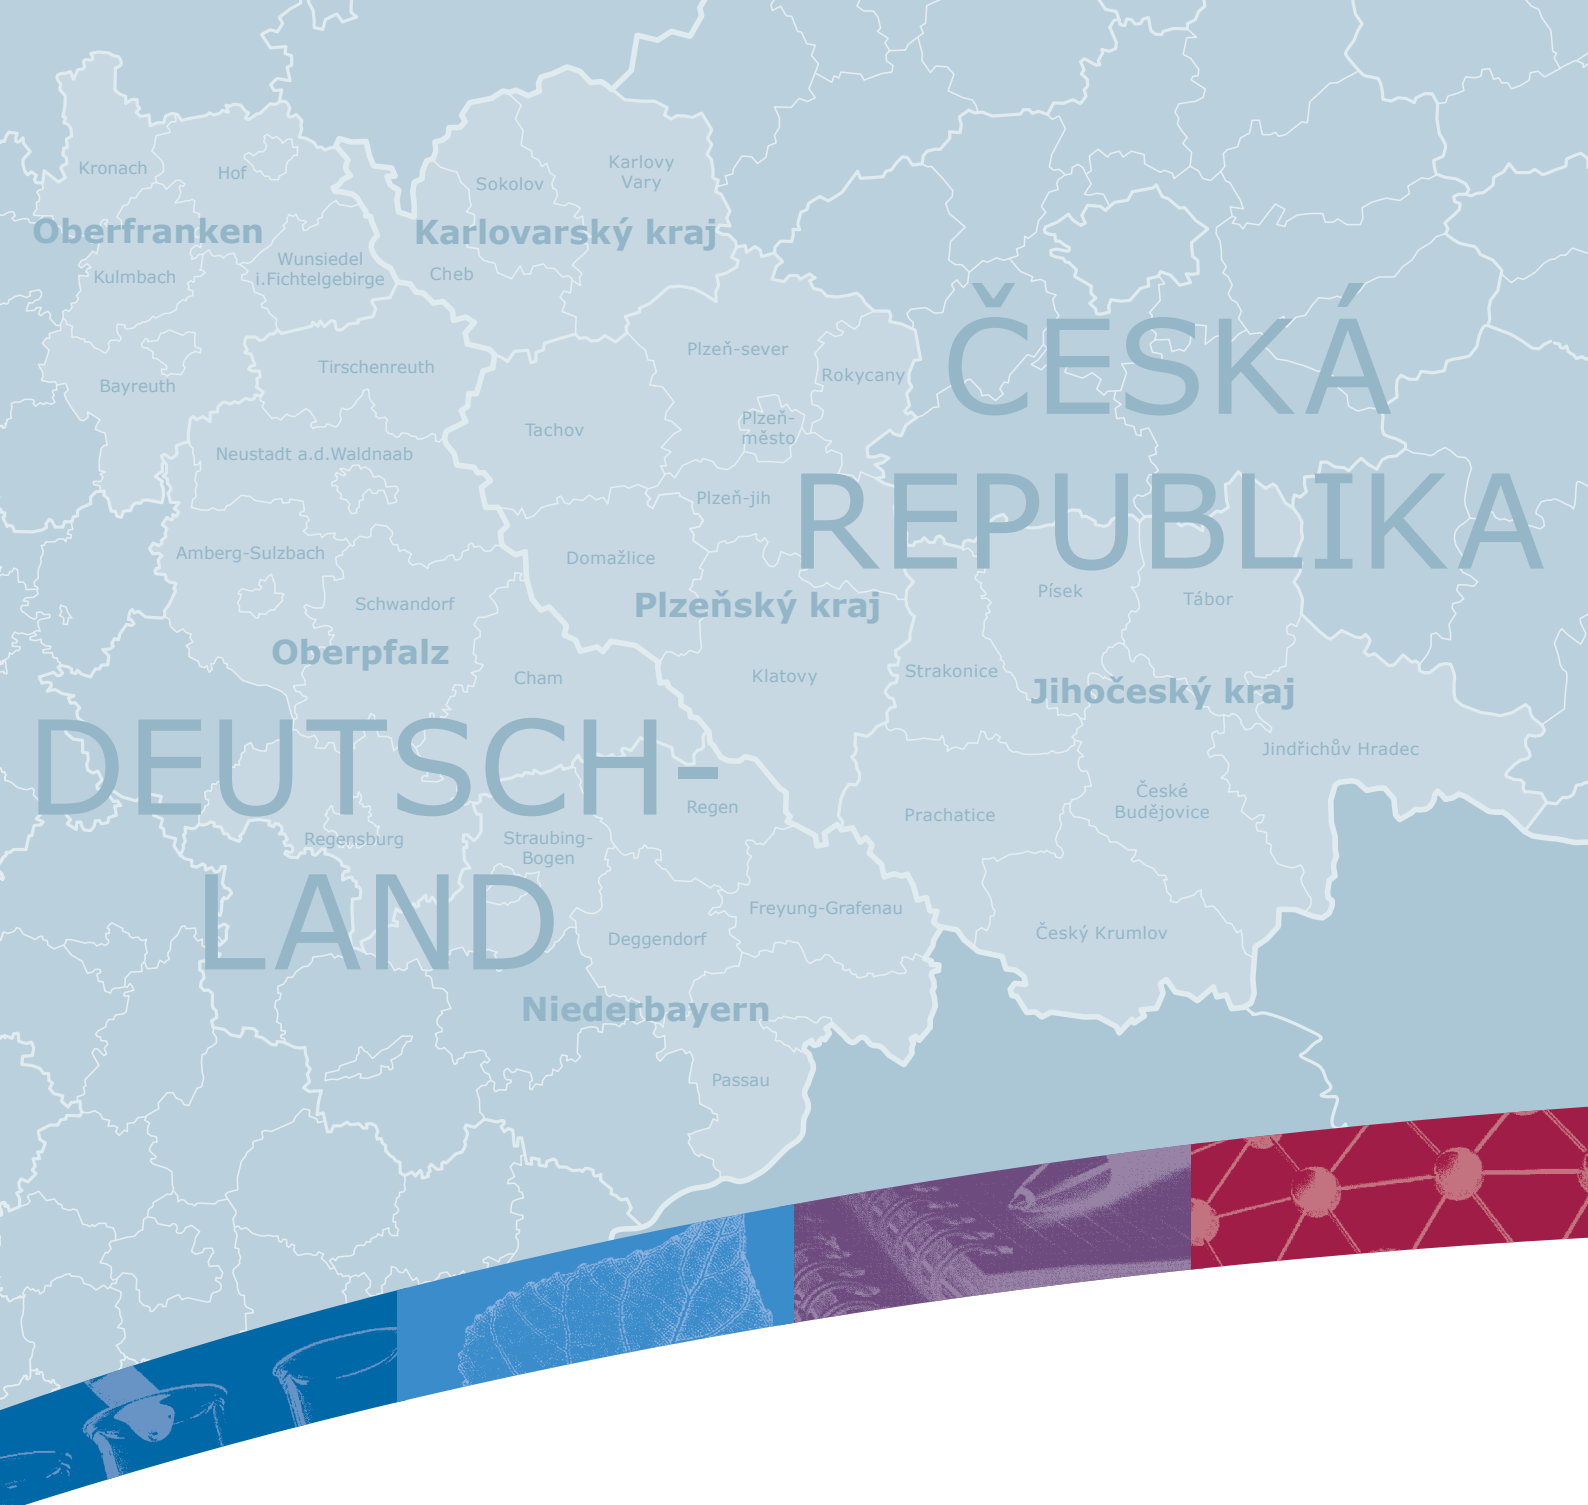 Kronach
Hof
Karlovy
Vary
Sokolov
Oberfranken
Karlovarský kraj
Wunsiedel
i.Fichtelgebirge
Kulmbach
Cheb
ČESKÁ
REPUBLIKA
Plzeň-sever
Rokycany
Tirschenreuth
Bayreuth
Plzeň-
město
Tachov
Neustadt a.d.Waldnaab
Plzeň-jih
Amberg-Sulzbach
Domažlice
Schwandorf
Plzeňský kraj
Písek
Tábor
Oberpfalz
Cham
Klatovy
Strakonice
Jihočeský kraj
Jindřichův Hradec
DEUTSCH-
LAND
Regen
České
Budějovice
Prachatice
Regensburg
Straubing-
Bogen
Freyung-Grafenau
Deggendorf
Český Krumlov
Niederbayern
Passau